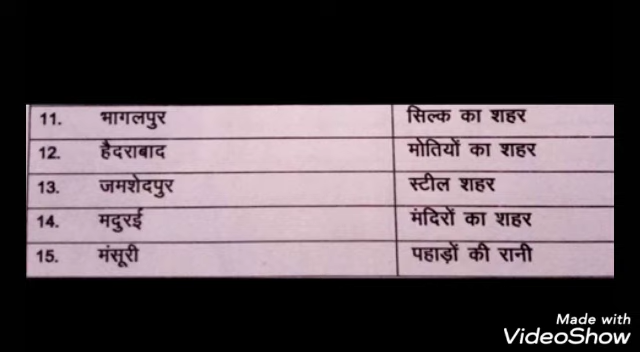 11. भागलपुर सिल्क का शहर
12. हैदराबाद मोतियों का शहर
13. जमशेदपुर स्टील शहर
14. मदुरई मंदिरों का शहर
15. मंसूरी पहाड़ों की रानी
Made with
VideoShow